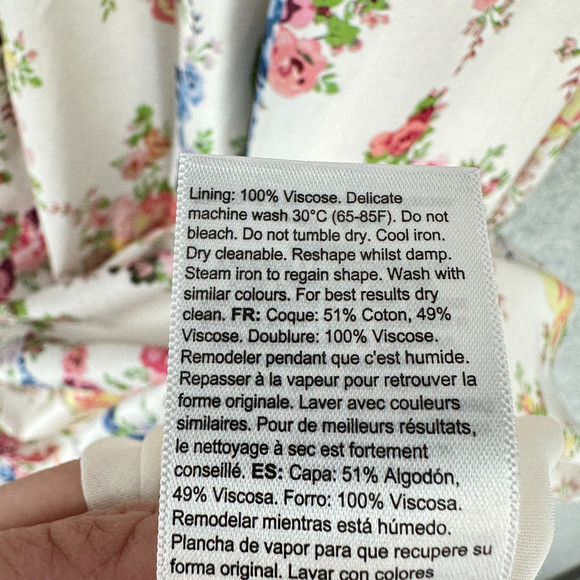 Lining: 100% Viscose. Delicate
machine wash 30°C (65-85F). Do not
bleach. Do not tumble dry. Cool iron.
Dry cleanable. Reshape whilst damp.
Steam iron to regain shape. Wash with
similar colours. For best results dry
clean. FR: Coque: 51% Coton, 49%
Viscose. Doublure: 100% Viscose.
Remodeler pendant que c'est humide.
Repasser à la vapeur pour retrouver la
forme originale. Laver avec couleurs
similaires. Pour de meilleurs résultats,
le nettoyage à sec est fortement
conseillé. ES: Capa: 51% Algodón,
49% Viscosa. Forro: 100% Viscosa.
Remodelar mientras está húmedo.
Plancha de vapor para que recupere su
forma original. Lavar con colores